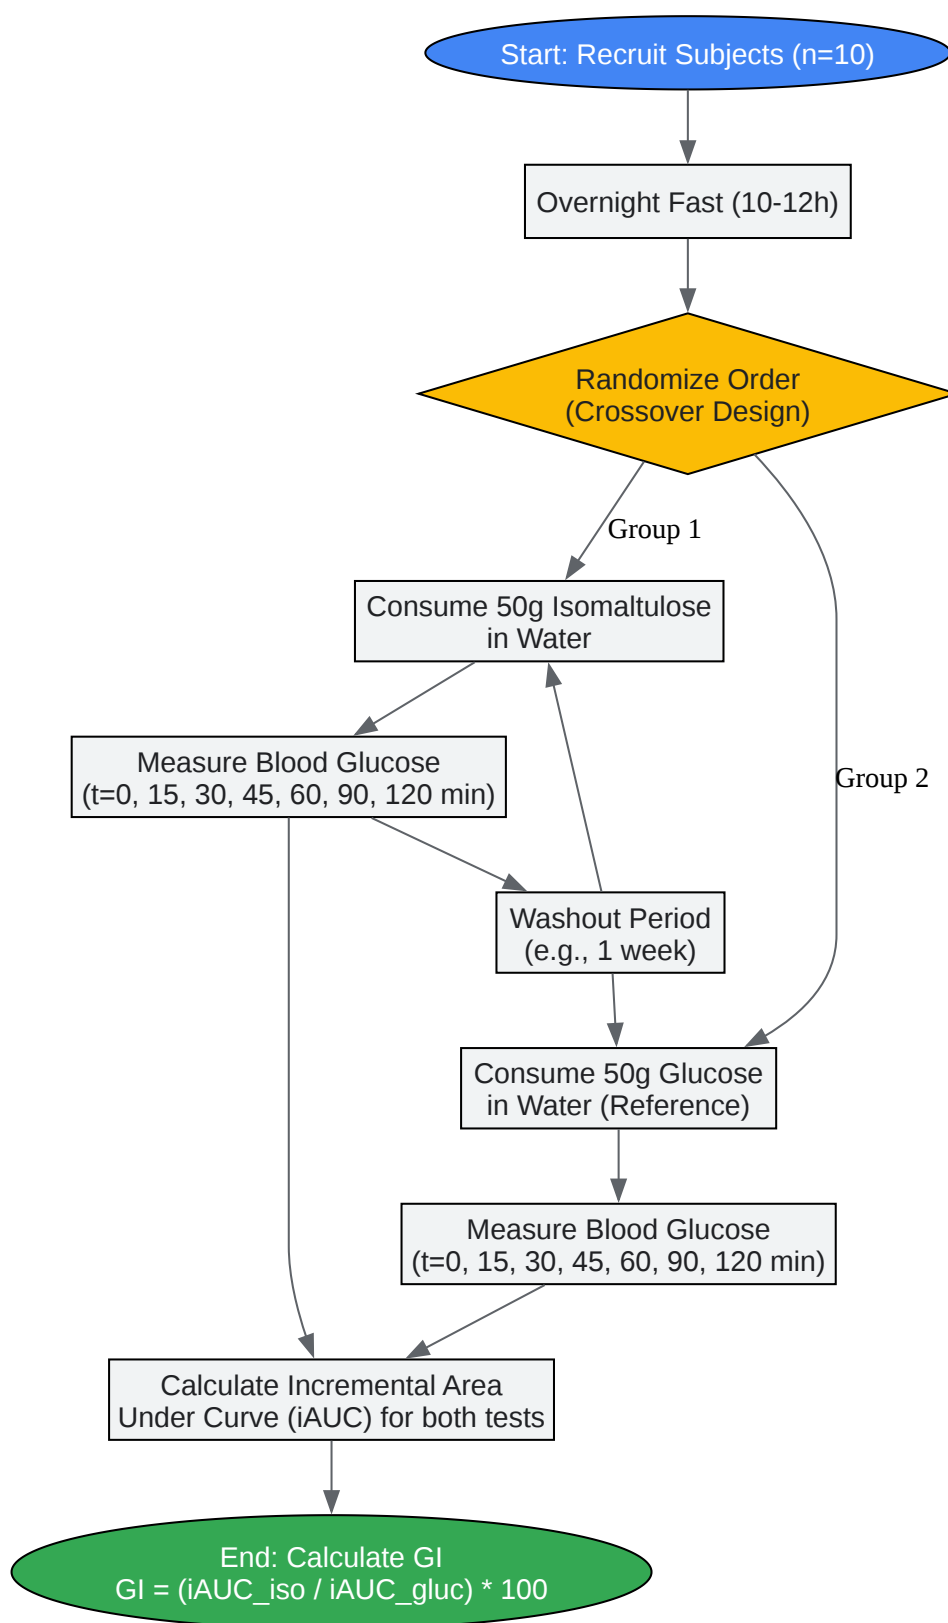 Start: Recruit Subjects (n=10)
Overnight Fast (10-12h)
Randomize Order
(Crossover Design)
Group 1
Consume 50g Isomaltulose
in Water
Measure Blood Glucose
(t=0, 15, 30, 45, 60, 90, 120 min)
Group 2
Washout Period
(e.g., 1 week)
Consume 50g Glucose
in Water (Reference)
Measure Blood Glucose
(t=0, 15, 30, 45, 60, 90, 120 min)
Calculate Incremental Area
Under Curve (iAUC) for both tests
End: Calculate GI
GI = (iAUC_iso / iAUC_gluc) * 100